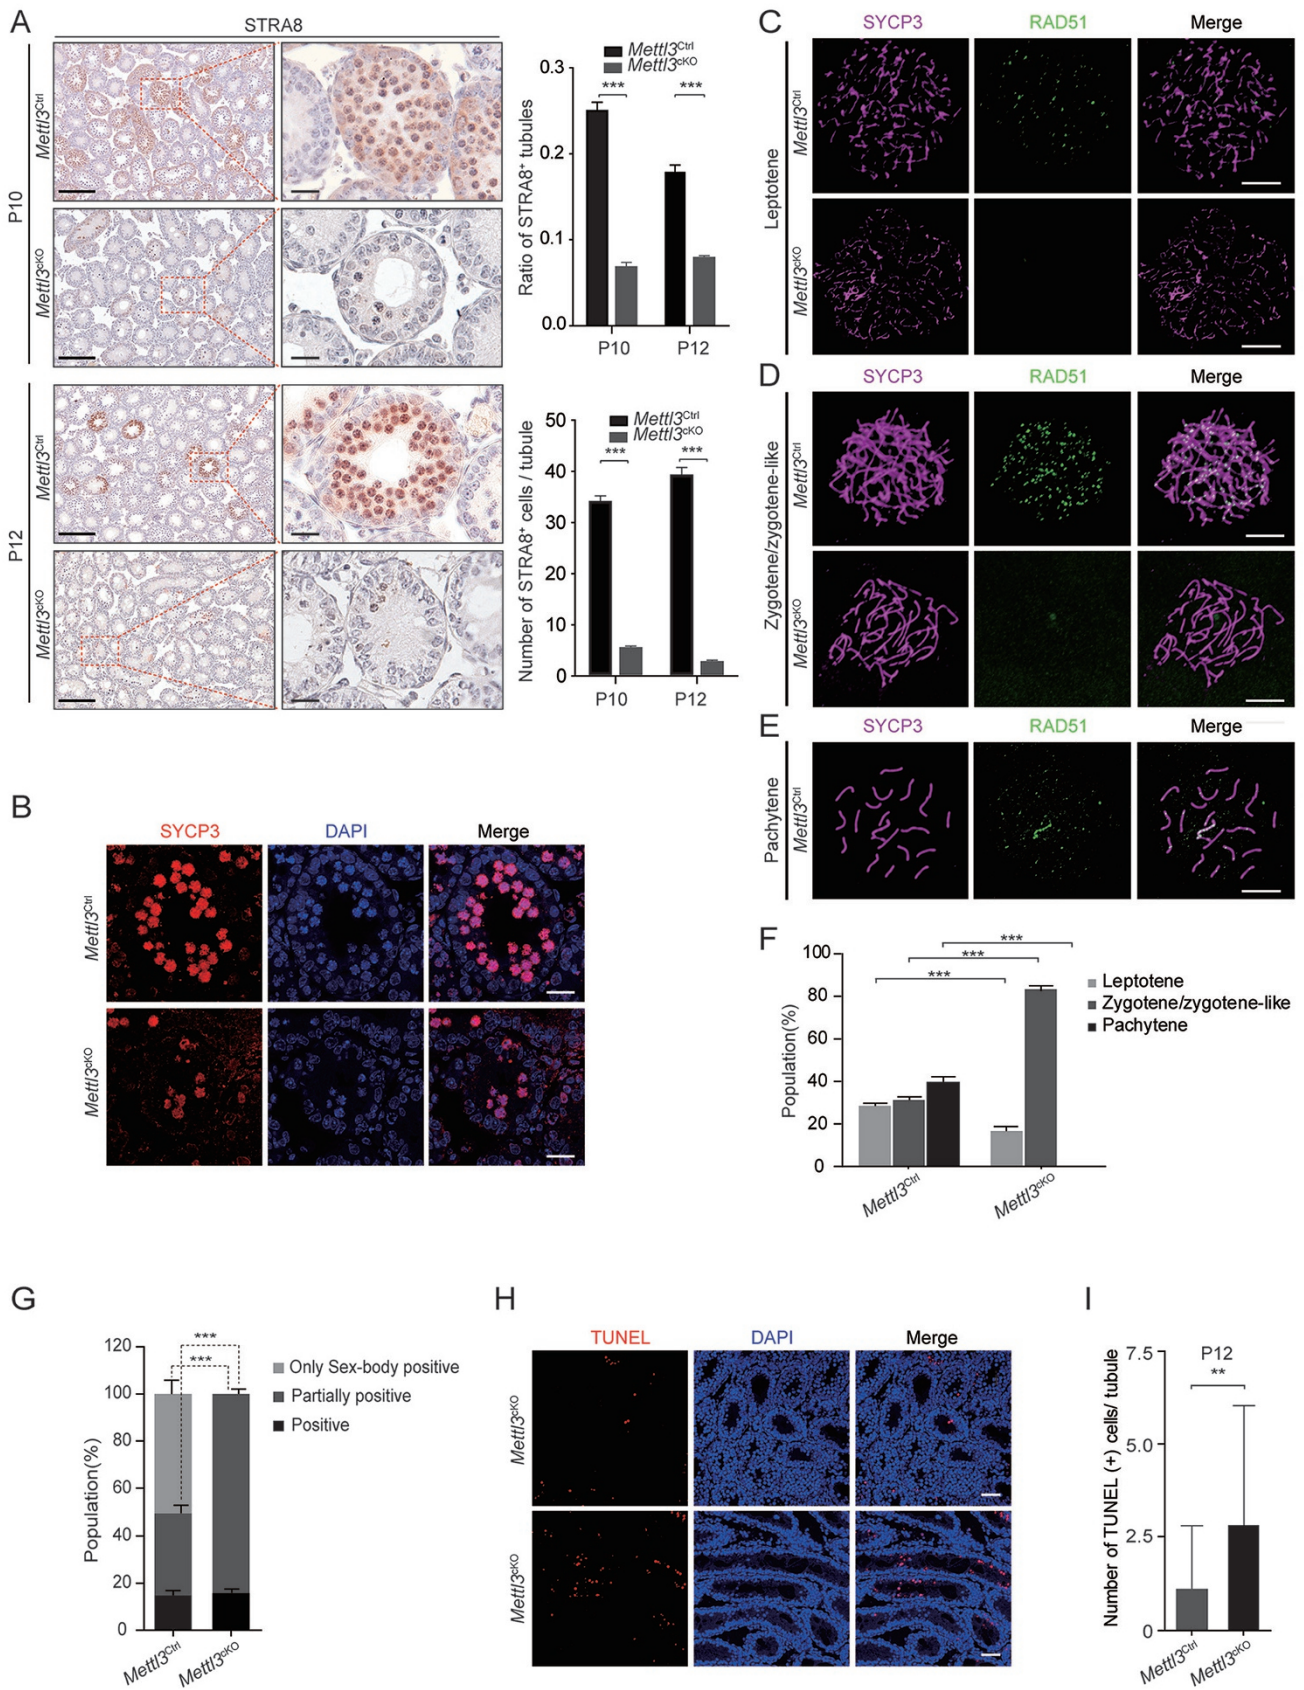 A
STRA8
P10
Mettl3Ctrl
Mettl3cKO
P12
Mettl3Ctrl
Mettl3cKO
Mettl3Ctrl
Mettl3cKO
Ratio of STRA8+ tubules
0.3
0.2
0.1
0.0
***
***
P10
P12
Mettl3Ctrl
Mettl3cKO
Number of STRA8+ cells / tubule
50
40
30
20
10
0
***
***
P10
P12
B
SYCP3
DAPI
Merge
Mettl3Ctrl
Mettl3cKO
C
SYCP3
RAD51
Merge
Leptotene
Mettl3Ctrl
Mettl3cKO
D
SYCP3
RAD51
Merge
Zygotene/zygotene-like
Mettl3Ctrl
Mettl3cKO
E
SYCP3
RAD51
Merge
Pachytene
Mettl3Ctrl
F
Population(%)
100
80
60
40
20
0
***
***
***
Leptotene
Zygotene/zygotene-like
Pachytene
Mettl3Ctrl
Mettl3cKO
G
Population(%)
120
100
80
60
40
20
0
***
***
Only Sex-body positive
Partially positive
Positive
Mettl3Ctrl
Mettl3cKO
H
TUNEL
DAPI
Merge
Mettl3cKO
Mettl3cKO
I
Number of TUNEL (+) cells/ tubule
7.5
5.0
2.5
0
P12
**
Mettl3Ctrl
Mettl3cKO